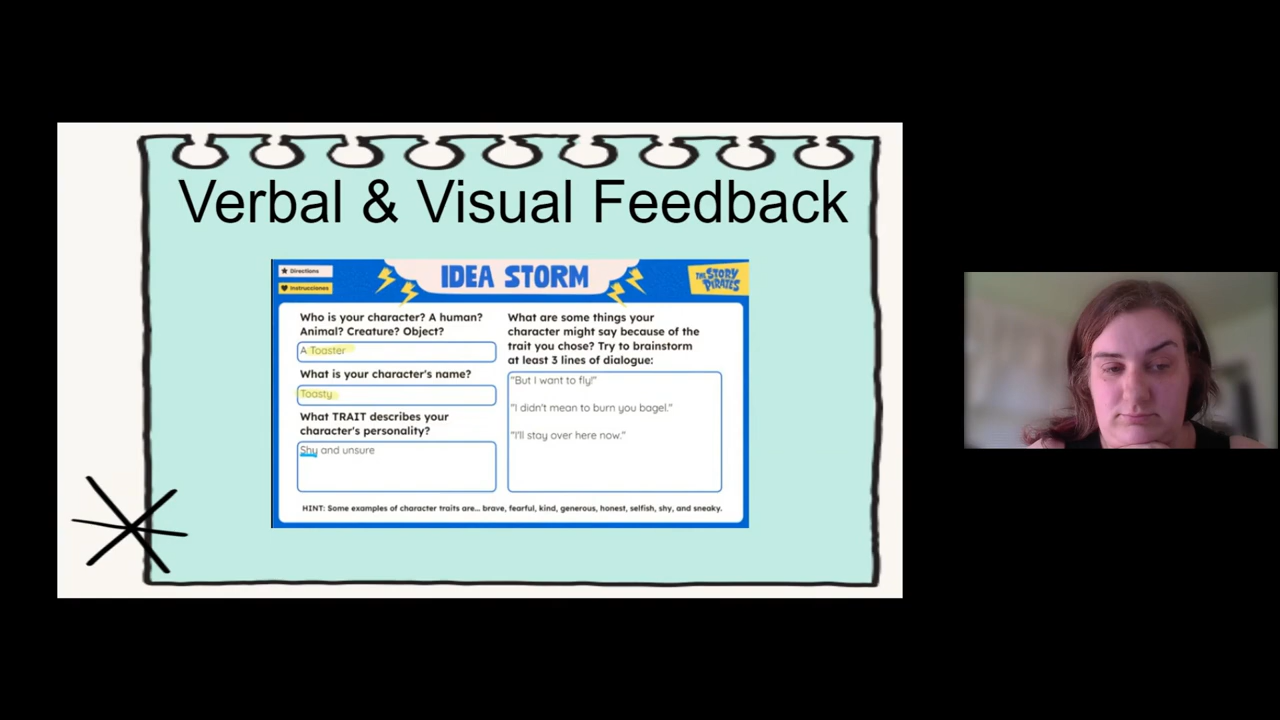 Verbal & Visual Feedback
Directions
Instrucciones
IDEA STORM
THE STORY
PIRATES
Who is your character? A human?
Animal? Creature? Object?
A Toaster
What is your character's name?
Toasty
What TRAIT describes your
character's personality?
Shy and unsure
What are some things your
character might say because of the
trait you chose? Try to brainstorm
at least 3 lines of dialogue:
"But I want to fly!"
"I didn't mean to burn you bagel."
"I'll stay over here now."
HINT: Some examples of character traits are... brave, fearful, kind, generous, honest, selfish, shy, and sneaky.